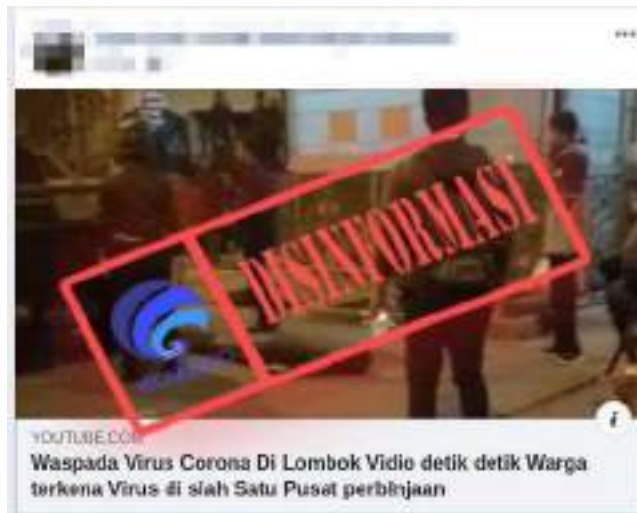 DISINFORMASI
YOUTUBE.COM
Waspada Virus Corona Di Lombok Vidio detik detik Warga
terkena Virus di slah Satu Pusat perbinjaan